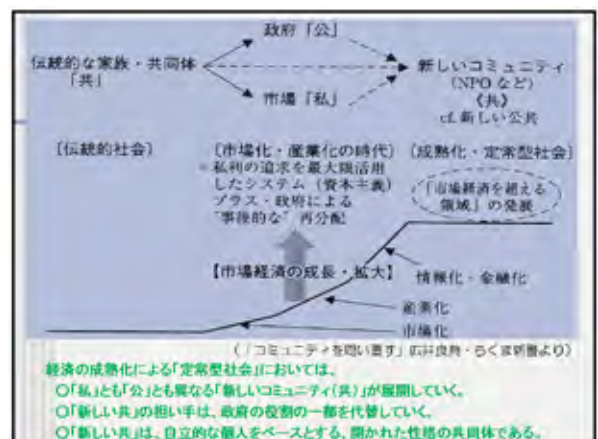 政府「公」
伝統的な家族・共同体
「共」
新しいコミュニティ
(NPO など)
《共》
cf.新しい公共
市場「私」
〔伝統的社会〕
〔市場化・産業化の時代〕
〔成熟化・定常型社会〕
=私利の追求を最大限活用
したシステム（資本主義）
プラス・政府による
“事後的な”再分配
「市場経済を超える
領域」の発展
【市場経済の成長・拡大】
情報化・金融化
産業化
市場化
(『コミュニティを問い直す』広井良典・ちくま新書より)
経済の成熟化による「定常型社会」においては、
○「私」とも「公」とも異なる「新しいコミュニティ(共)」が展開していく。
○「新しい共」の担い手は、政府の役割の一部を代替していく。
○「新しい共」は、自立的な個人をベースとする、開かれた性格の共同体である。